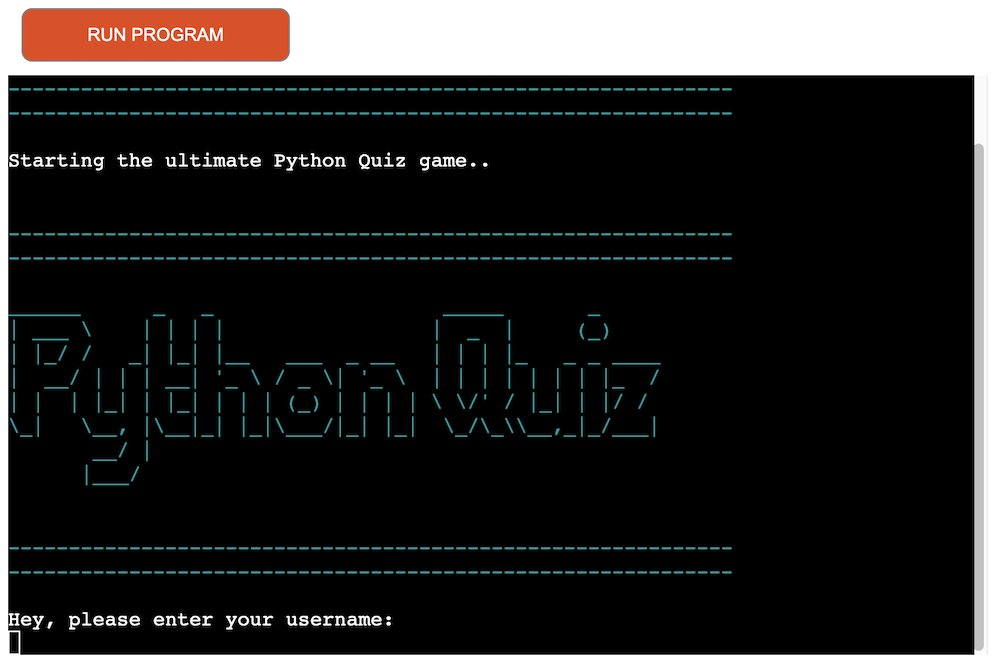 RUN PROGRAM
------------------------------------------------------------
------------------------------------------------------------
Starting the ultimate Python Quiz game..
------------------------------------------------------------
------------------------------------------------------------
Python Quiz
------------------------------------------------------------
------------------------------------------------------------
Hey, please enter your username: